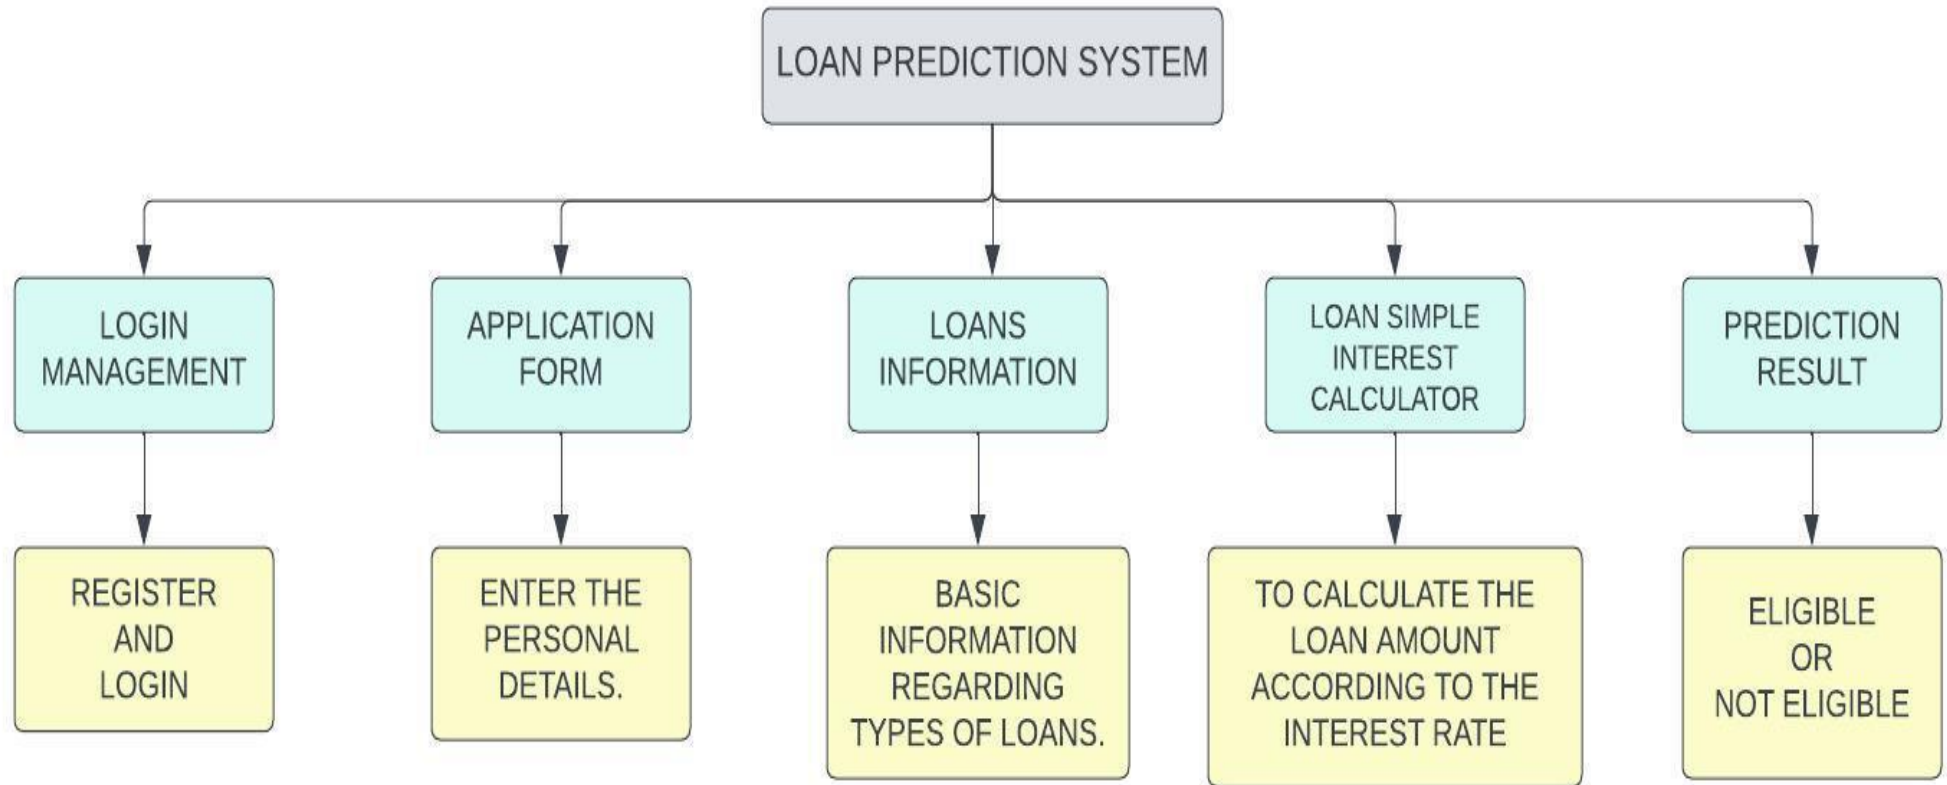 LOAN PREDICTION SYSTEM
LOGIN
MANAGEMENT
APPLICATION
FORM
LOANS
INFORMATION
LOAN SIMPLE
INTEREST
CALCULATOR
PREDICTION
RESULT
REGISTER
AND
LOGIN
ENTER THE
PERSONAL
DETAILS.
BASIC
INFORMATION
REGARDING
TYPES OF LOANS.
TO CALCULATE THE
LOAN AMOUNT
ACCORDING TO THE
INTEREST RATE
ELIGIBLE
OR
NOT ELIGIBLE